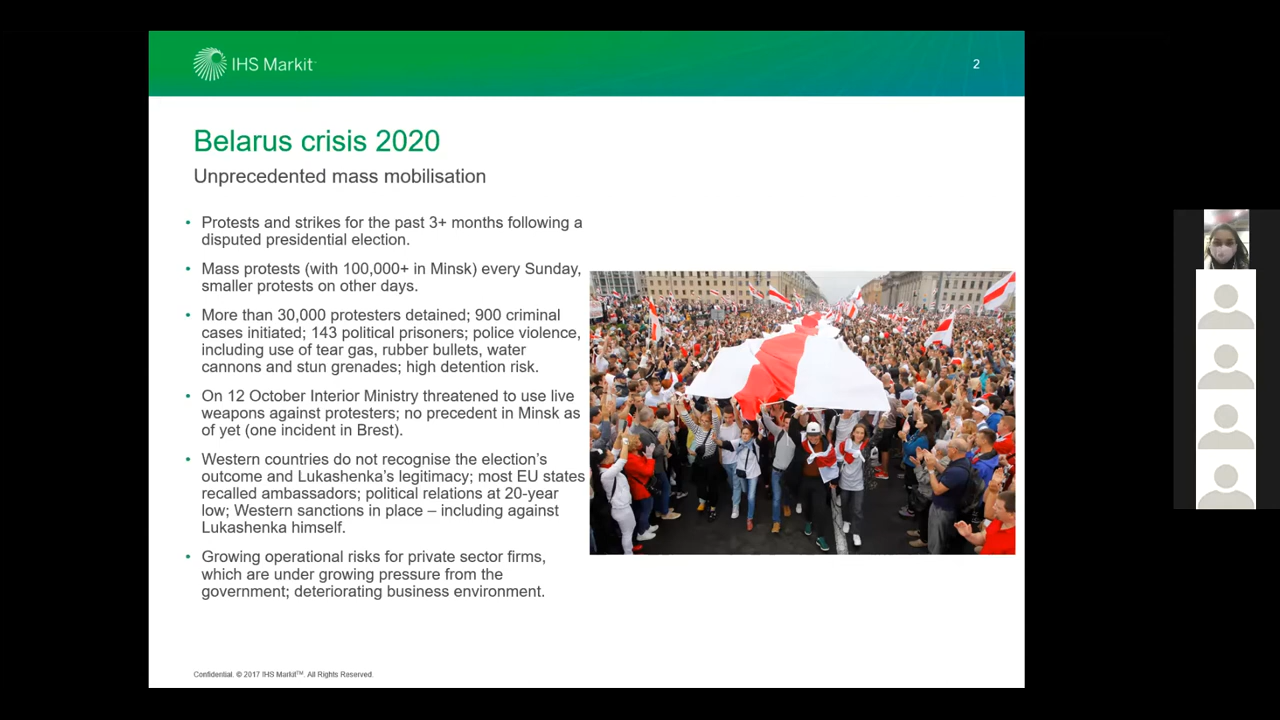 IHS Markit
2
Belarus crisis 2020
Unprecedented mass mobilisation
• Protests and strikes for the past 3+ months following a
disputed presidential election.
• Mass protests (with 100,000+ in Minsk) every Sunday,
smaller protests on other days.
• More than 30,000 protesters detained; 900 criminal
cases initiated; 143 political prisoners; police violence,
including use of tear gas, rubber bullets, water
cannons and stun grenades; high detention risk.
• On 12 October Interior Ministry threatened to use live
weapons against protesters; no precedent in Minsk as
of yet (one incident in Brest).
• Western countries do not recognise the election's
outcome and Lukashenka's legitimacy; most EU states
recalled ambassadors; political relations at 20-year
low; Western sanctions in place – including against
Lukashenka himself.
• Growing operational risks for private sector firms,
which are under growing pressure from the
government; deteriorating business environment.
Confidential. © 2017 IHS Markit™. All Rights Reserved.